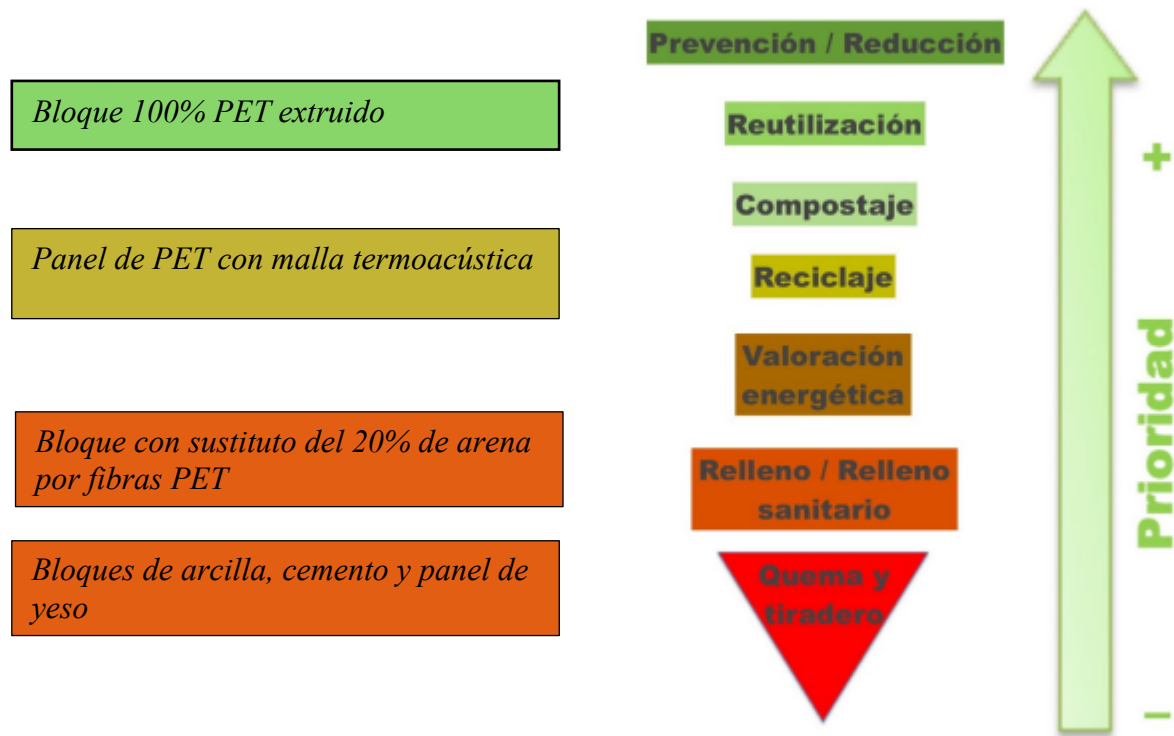 Bloque 100% PET extruido
Panel de PET con malla termoacústica
Bloque con sustituto del 20% de arena
por fibras PET
Bloques de arcilla, cemento y panel de
yeso
Prevención / Reducción
Reutilización
Compostaje
Reciclaje
Valoración
energética
Relleno / Relleno
sanitario
Quema y
tiradero
+
Prioridad
–